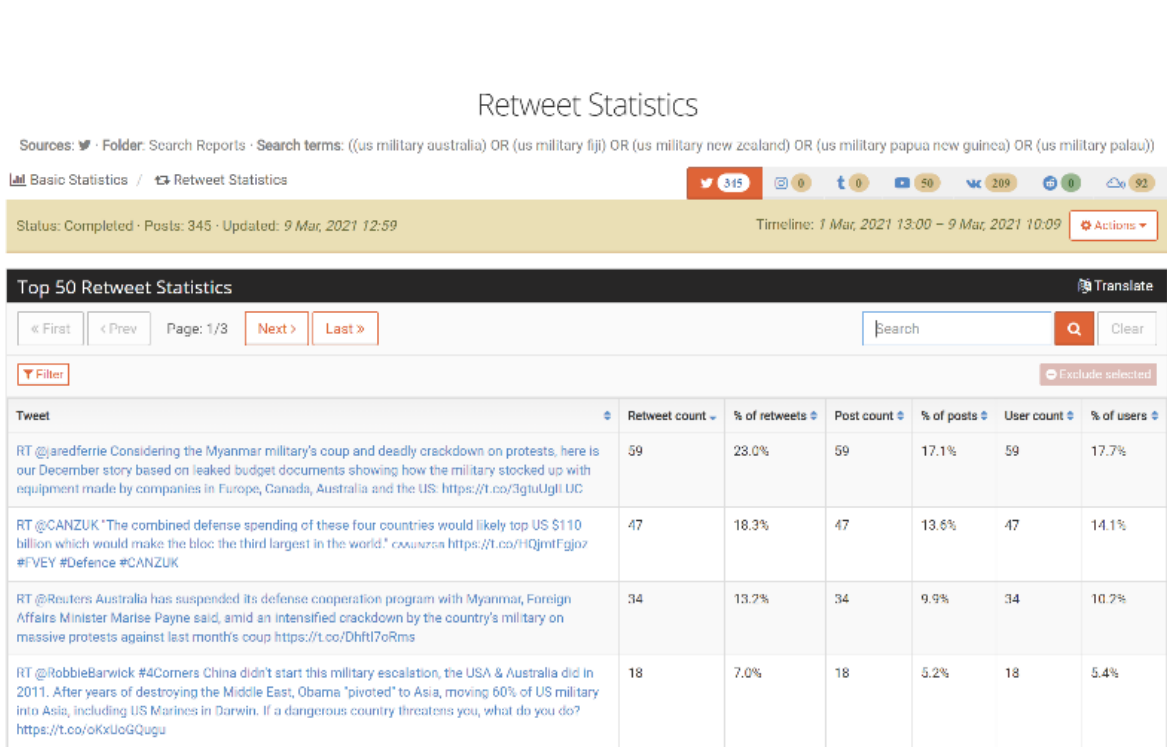 Retweet Statistics
Sources: · Folder: Search Reports · Search terms: ((us military australia) OR (us military fiji) OR (us military new zealand) OR (us military papua new guinea) OR (us military palau))
Basic Statistics / Retweet Statistics
345 0 0 50 209 0 92
Status: Completed · Posts: 345 · Updated: 9 Mar, 2021 12:59
Timeline: 1 Mar, 2021 13:00 – 9 Mar, 2021 10:09 Actions
Top 50 Retweet Statistics Translate
« First ‹ Prev Page: 1/3 Next › Last » Search Clear
Filter Exclude selected
Tweet Retweet count % of retweets Post count % of posts User count % of users
RT @jaredferrie Considering the Myanmar military's coup and deadly crackdown on protests, here is 59 23.0% 59 17.1% 59 17.7%
our December story based on leaked budget documents showing how the military stocked up with
equipment made by companies in Europe, Canada, Australia and the US:
RT @CANZUK "The combined defense spending of these four countries would likely top US $110 47 18.3% 47 13.6% 47 14.1%
billion which would make the bloc the third largest in the world."
#FVEY #Defence #CANZUK
RT @Reuters Australia has suspended its defense cooperation program with Myanmar, Foreign 34 13.2% 34 9.9% 34 10.2%
Affairs Minister Marise Payne said, amid an intensified crackdown by the country's military on
massive protests against last month's coup
RT @RobbieBarwick #4Corners China didn't start this military escalation, the USA & Australia did in 18 7.0% 18 5.2% 18 5.4%
2011. After years of destroying the Middle East, Obama "pivoted" to Asia, moving 60% of US military
into Asia, including US Marines in Darwin. If a dangerous country threatens you, what do you do?
https://t.co/oKxUoGQugu